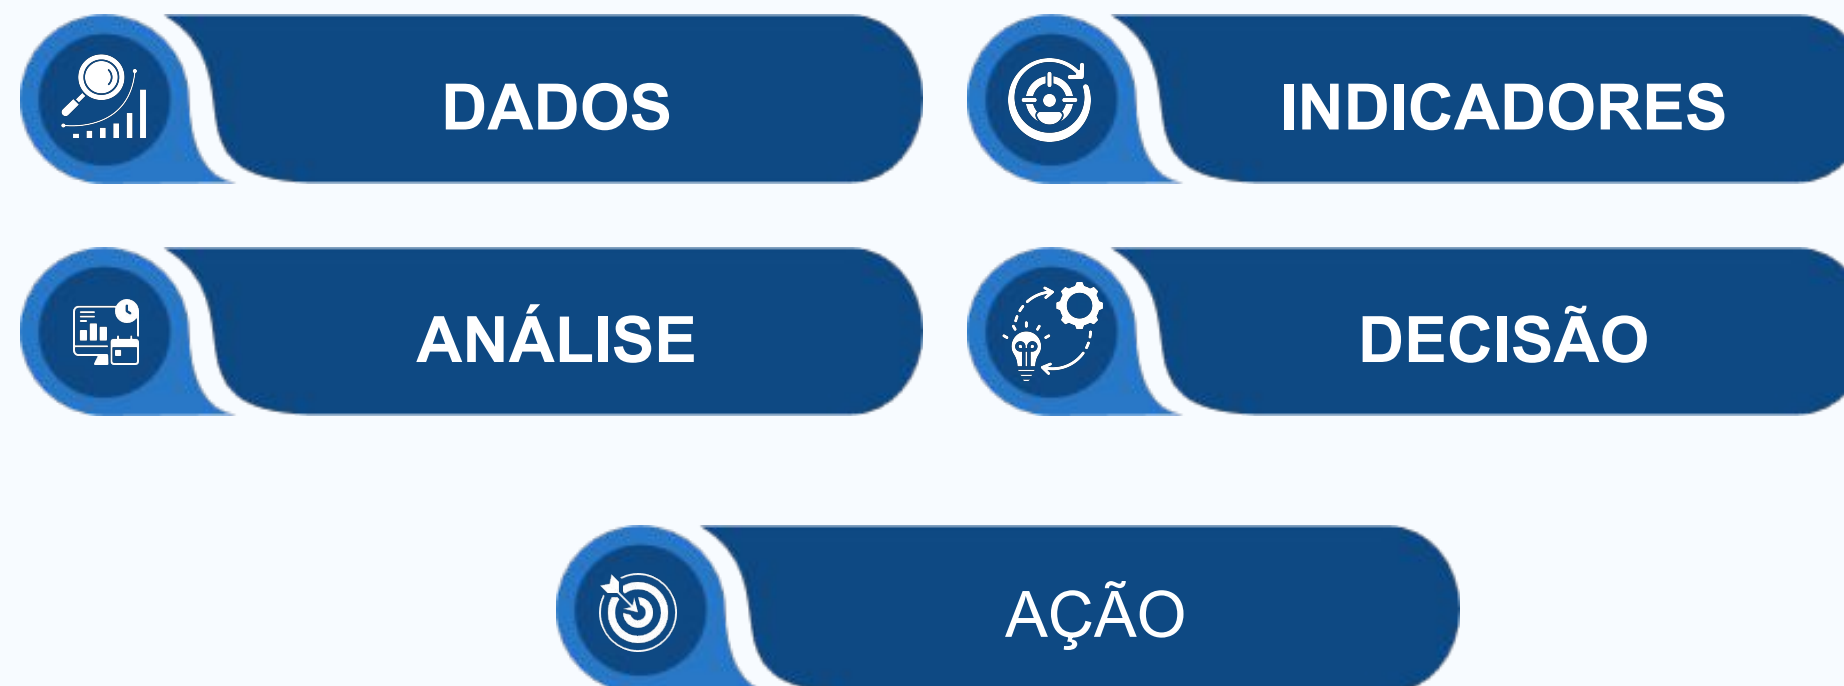 DADOS
INDICADORES
ANÁLISE
DECISÃO
AÇÃO